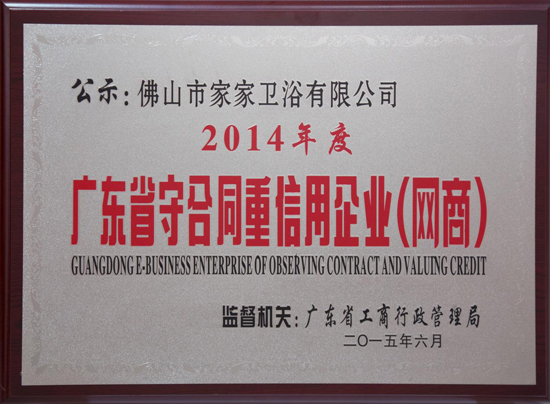 公示：佛山市家家卫浴有限公司
2014年度
广东省守合同重信用企业（网商）
GUANGDONG E-BUSINESS ENTERPRISE OF OBSERVING CONTRACT AND VALUING CREDIT
监督机关：广东省工商行政管理局
二〇一五年六月